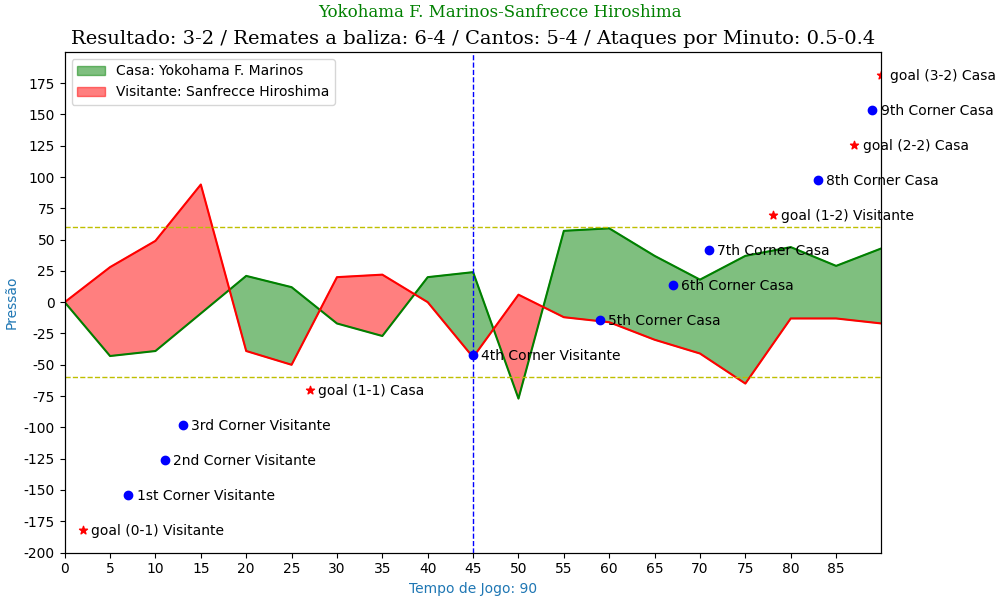 Yokohama F. Marinos-Sanfrecce Hiroshima
Resultado: 3-2 / Remates a baliza: 6-4 / Cantos: 5-4 / Ataques por Minuto: 0.5-0.4
Casa: Yokohama F. Marinos
Visitante: Sanfrecce Hiroshima
goal (3-2) Casa
9th Corner Casa
goal (2-2) Casa
8th Corner Casa
goal (1-2) Visitante
7th Corner Casa
6th Corner Casa
5th Corner Casa
4th Corner Visitante
goal (1-1) Casa
3rd Corner Visitante
2nd Corner Visitante
1st Corner Visitante
goal (0-1) Visitante
Pressão
175
150
125
100
75
50
25
0
-25
-50
-75
-100
-125
-150
-175
-200
0 5 10 15 20 25 30 35 40 45 50 55 60 65 70 75 80 85
Tempo de Jogo: 90